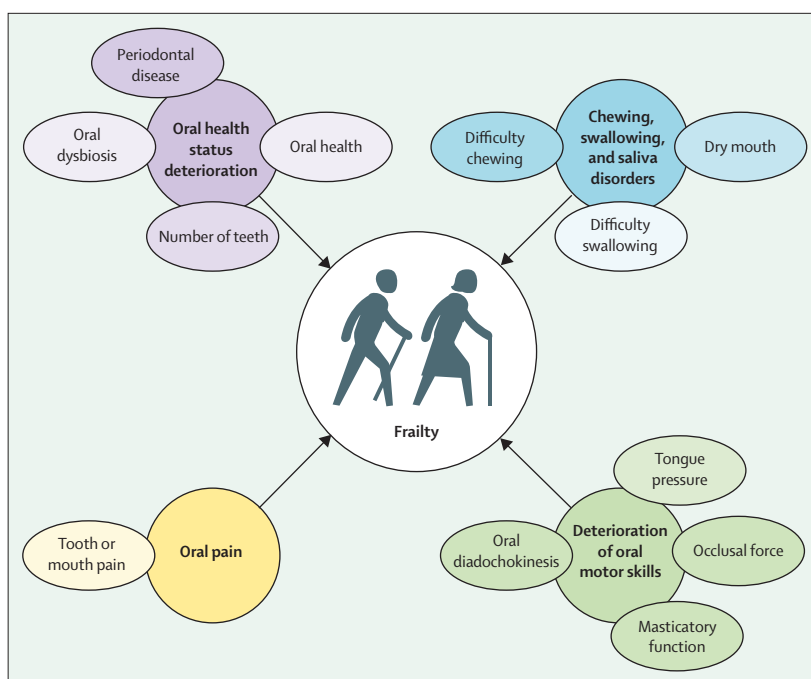 Periodontal
disease
Oral
dysbiosis
Oral health
status
deterioration
Oral health
Number of teeth
Chewing,
swallowing,
and saliva
disorders
Difficulty
chewing
Dry mouth
Difficulty
swallowing
Frailty
Tooth or
mouth pain
Oral pain
Tongue
pressure
Oral
diadochokinesis
Deterioration
of oral
motor skills
Occlusal force
Masticatory
function